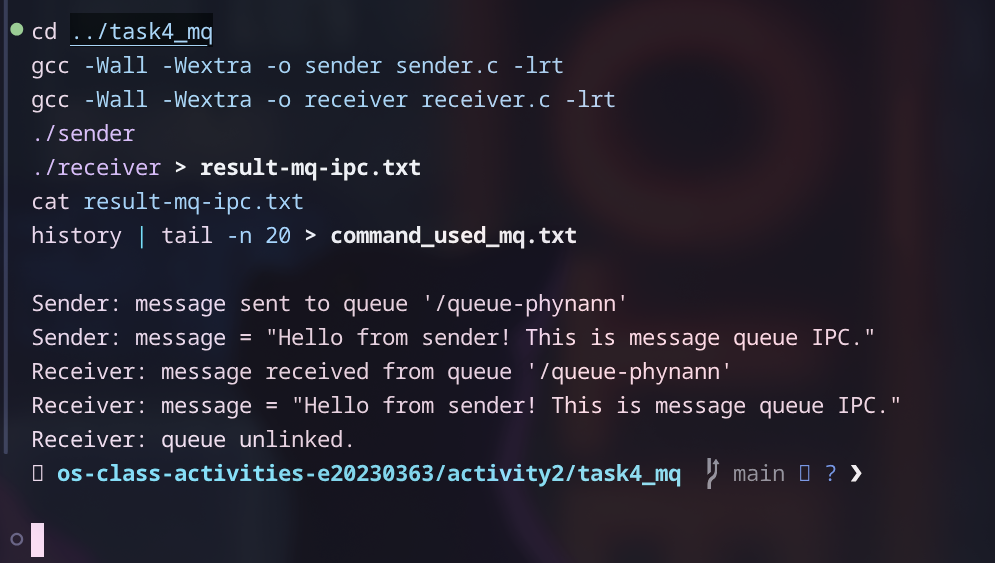 cd ../task4_mq
gcc -Wall -Wextra -o sender sender.c -lrt
gcc -Wall -Wextra -o receiver receiver.c -lrt
./sender
./receiver > result-mq-ipc.txt
cat result-mq-ipc.txt
history | tail -n 20 > command_used_mq.txt
Sender: message sent to queue '/queue-phynann'
Sender: message = "Hello from sender! This is message queue IPC."
Receiver: message received from queue '/queue-phynann'
Receiver: message = "Hello from sender! This is message queue IPC."
Receiver: queue unlinked.
os-class-activities-e20230363/activity2/task4_mq main ? ❯